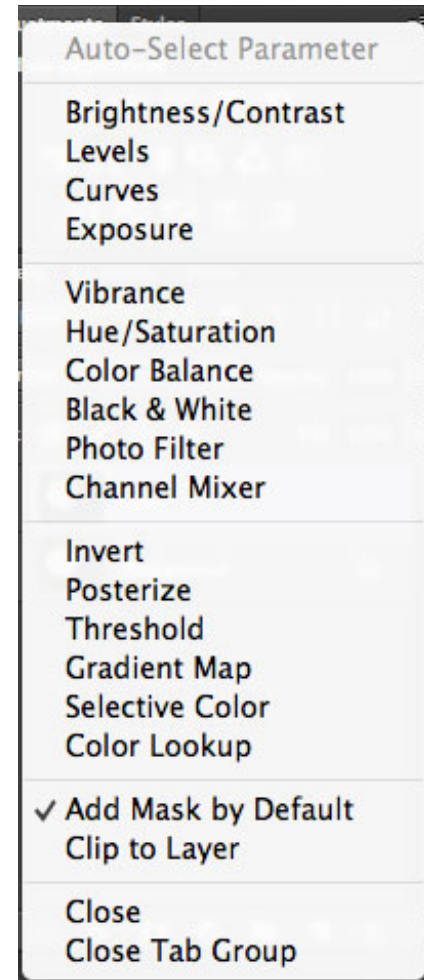 Auto-Select Parameter
Brightness/Contrast
Levels
Curves
Exposure
Vibrance
Hue/Saturation
Color Balance
Black & White
Photo Filter
Channel Mixer
Invert
Posterize
Threshold
Gradient Map
Selective Color
Color Lookup
✓ Add Mask by Default
Clip to Layer
Close
Close Tab Group